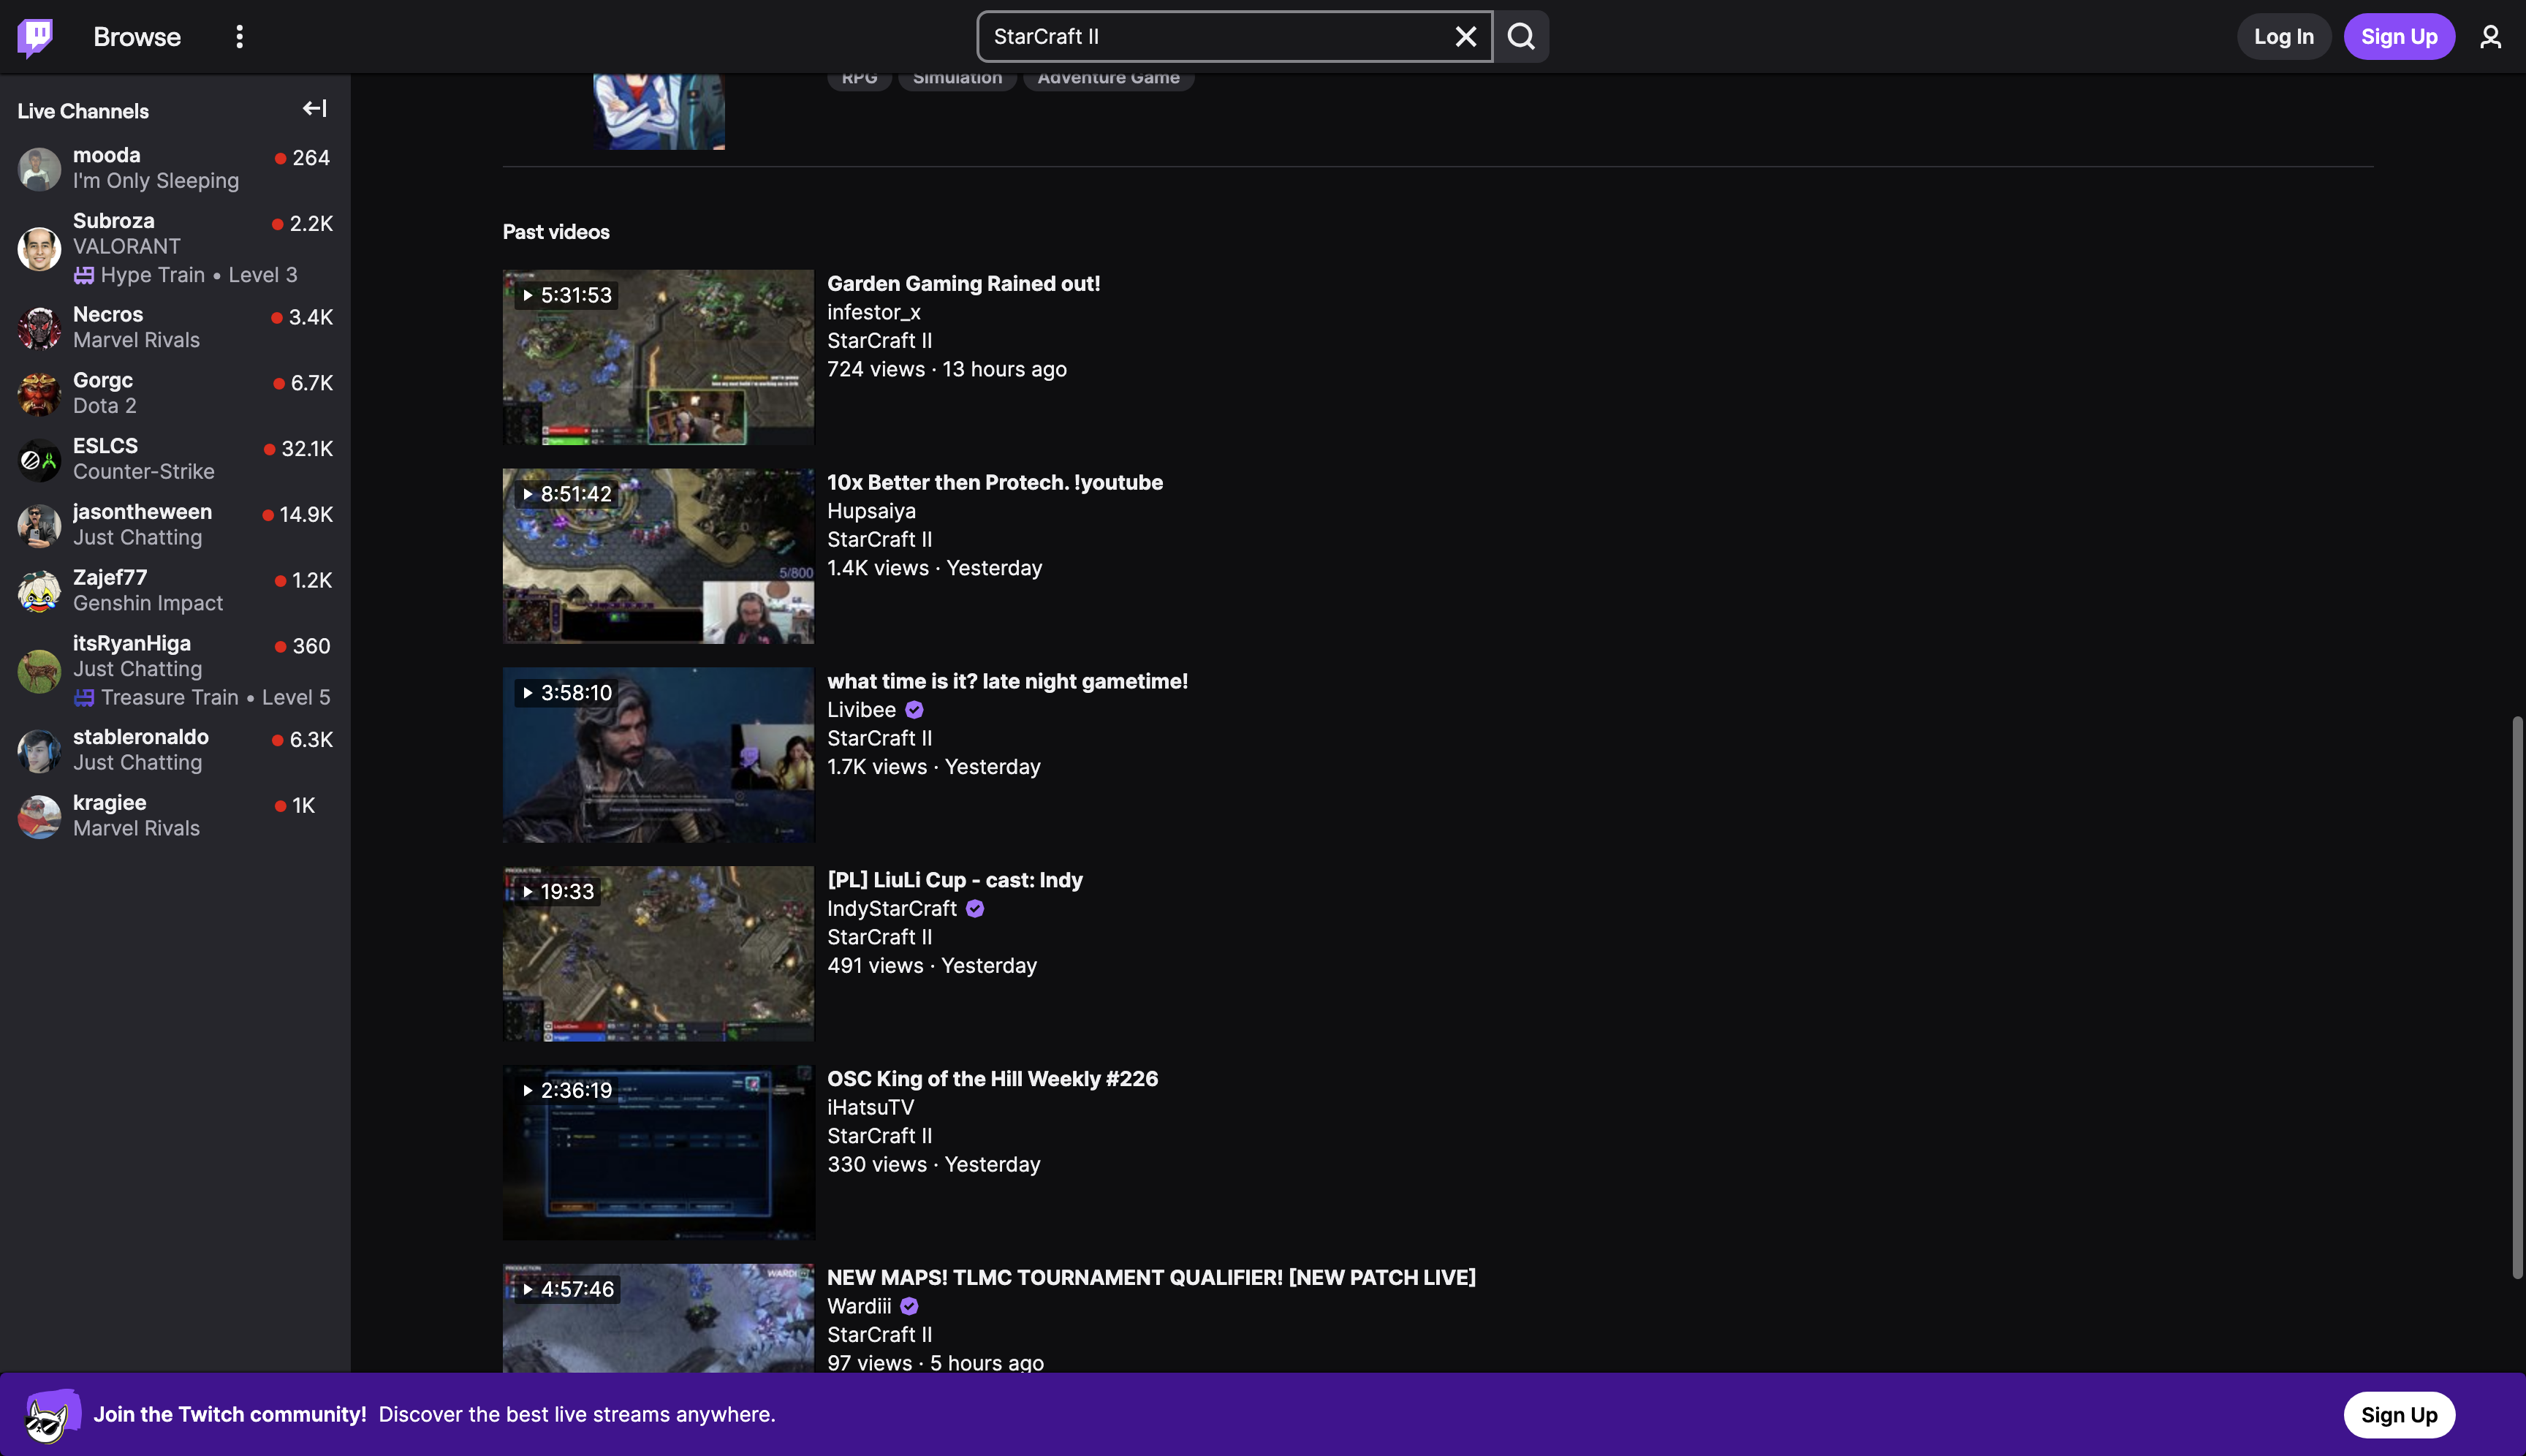 Browse
StarCraft II
Log In
Sign Up
Live Channels
mooda
264
I'm Only Sleeping
Subroza
2.2K
VALORANT
Hype Train • Level 3
Necros
3.4K
Marvel Rivals
Gorgc
6.7K
Dota 2
ESLCS
32.1K
Counter-Strike
jasontheween
14.9K
Just Chatting
Zajef77
1.2K
Genshin Impact
itsRyanHiga
360
Just Chatting
Treasure Train • Level 5
stableronaldo
6.3K
Just Chatting
kragiee
1K
Marvel Rivals
RPG
Simulation
Adventure Game
Past videos
5:31:53
Garden Gaming Rained out!
infestor_x
StarCraft II
724 views · 13 hours ago
8:51:42
5/800
10x Better then Protech. !youtube
Hupsaiya
StarCraft II
1.4K views · Yesterday
3:58:10
what time is it? late night gametime!
Livibee
StarCraft II
1.7K views · Yesterday
PRODUCTION
19:33
[PL] LiuLi Cup - cast: Indy
IndyStarCraft
StarCraft II
491 views · Yesterday
2:36:19
OSC King of the Hill Weekly #226
iHatsuTV
StarCraft II
330 views · Yesterday
PRODUCTION
WARDIII
4:57:46
NEW MAPS! TLMC TOURNAMENT QUALIFIER! [NEW PATCH LIVE]
Wardiii
StarCraft II
97 views · 5 hours ago
Join the Twitch community! Discover the best live streams anywhere.
Sign Up